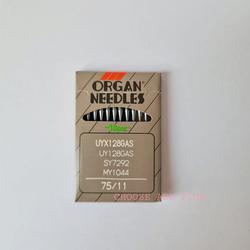 ORGAN
NEEDLES
UYX128GAS
UY128GAS
SY7292
MY1044
75/11